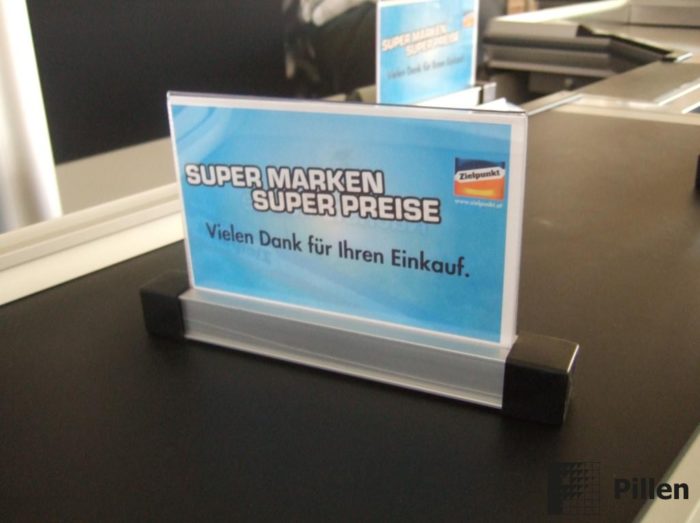 SUPER MARKEN
SUPER PREISE
Vielen Dank für Ihren Einkauf.
SUPER MARKEN
SUPER PREISE
Zielpunkt
www.zielpunkt.at
Vielen Dank für Ihren Einkauf.
Pillen